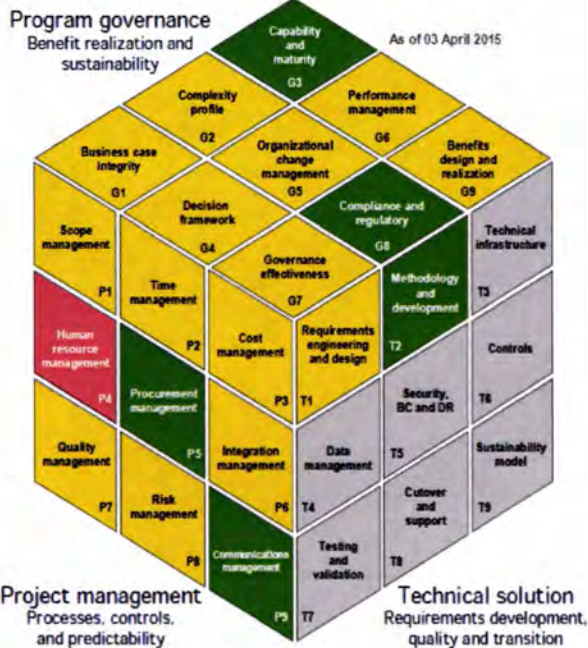 Program governance
Benefit realization and
sustainability
As of 03 April 2015
Capability
and
maturity
G3
Complexity
profile
G2
Performance
management
G6
Business case
integrity
G1
Organizational
change
management
G5
Benefits
design and
realization
G9
Decision
framework
G4
Compliance and
regulatory
G8
Governance
effectiveness
G7
Scope
management
P1
Time
management
P2
Cost
management
P3
Human
resource
management
P4
Procurement
management
P5
Integration
management
P6
Quality
management
P7
Risk
management
P8
Communications
management
P9
Requirements
engineering
and design
T1
Methodology
and
development
T2
Technical
infrastructure
T3
Data
management
T4
Security,
BC and DR
T5
Controls
T6
Testing
and
validation
T7
Cutover
and
support
T8
Sustainability
model
T9
Project management
Processes, controls,
and predictability
Technical solution
Requirements development,
quality and transition